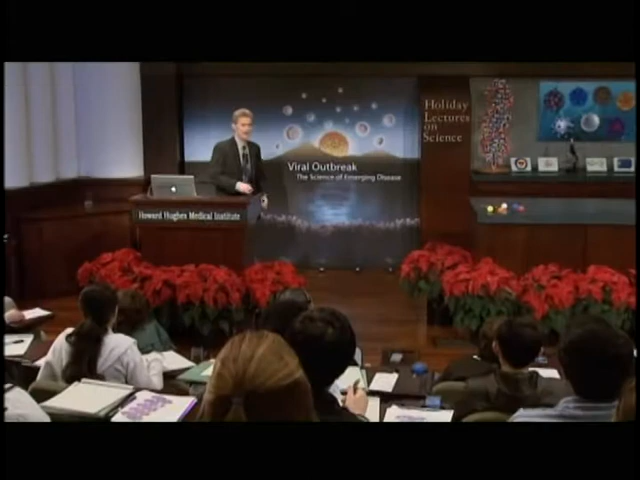 Holiday
Lectures
on
Science
Viral Outbreak
The Science of Emerging Disease
Howard Hughes Medical Institute